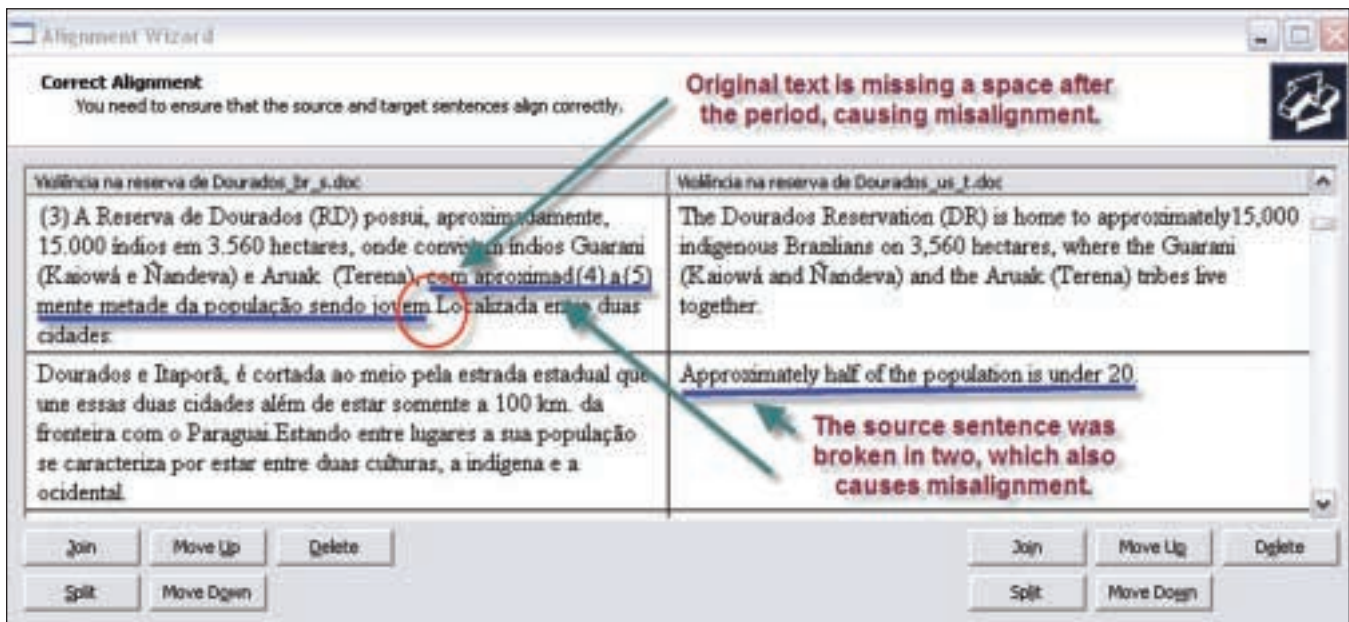 Alignment Wizard
Correct Alignment
You need to ensure that the source and target sentences align correctly.
Original text is missing a space after
the period, causing misalignment.
Violência na reserva de Dourados_br_s.doc
(3) A Reserva de Dourados (RD) possui, aproximadamente,
15.000 índios em 3.560 hectares, onde convivem índios Guarani
(Kaiowá e Ñandeva) e Aruak (Terena), com aproximad(4) a(5)
mente metade da população sendo jovem.Localizada entre duas
cidades:
Dourados e Itaporã, é cortada ao meio pela estrada estadual que
une essas duas cidades além de estar somente a 100 km. da
fronteira com o Paraguai.Estando entre lugares a sua população
se caracteriza por estar entre duas culturas, a indígena e a
ocidental.
Violência na reserva de Dourados_us_t.doc
The Dourados Reservation (DR) is home to approximately15,000
indigenous Brazilians on 3,560 hectares, where the Guarani
(Kaiowá and Ñandeva) and the Aruak (Terena) tribes live
together.
Approximately half of the population is under 20.
The source sentence was
broken in two, which also
causes misalignment.
Join Move Up Delete Join Move Up Delete
Split Move Down Split Move Down